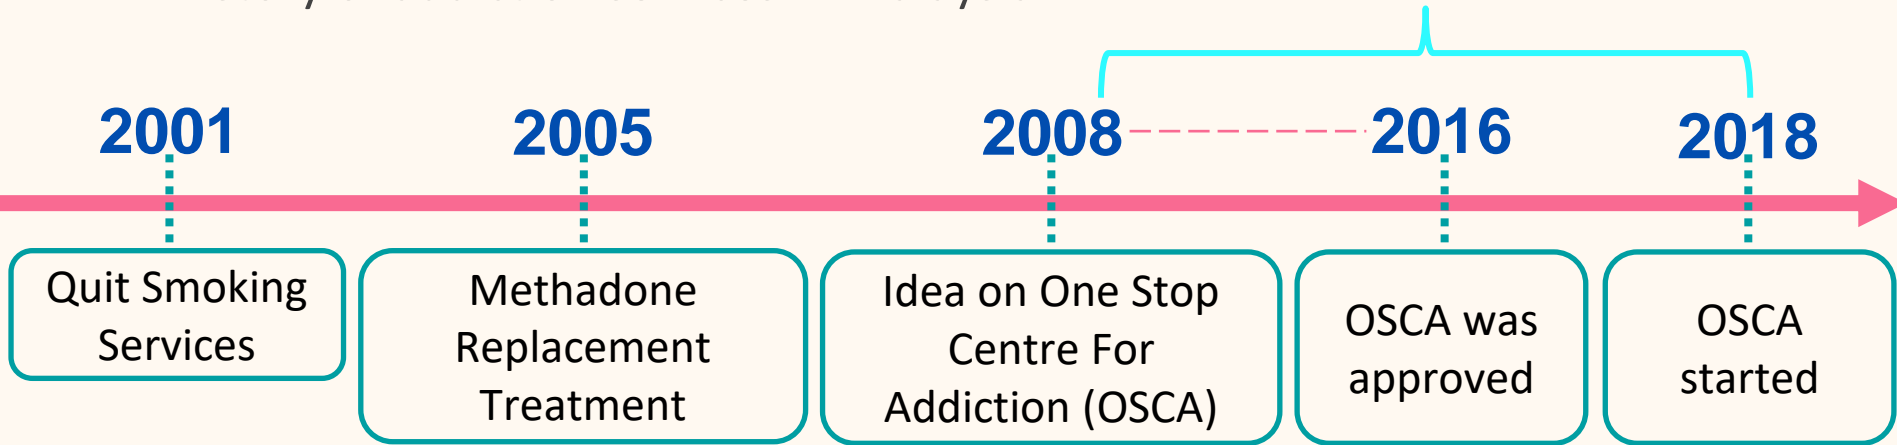 2001
2005
2008
2016
2018
Quit Smoking
Services
Methadone
Replacement
Treatment
Idea on One Stop
Centre For
Addiction (OSCA)
OSCA was
approved
OSCA
started